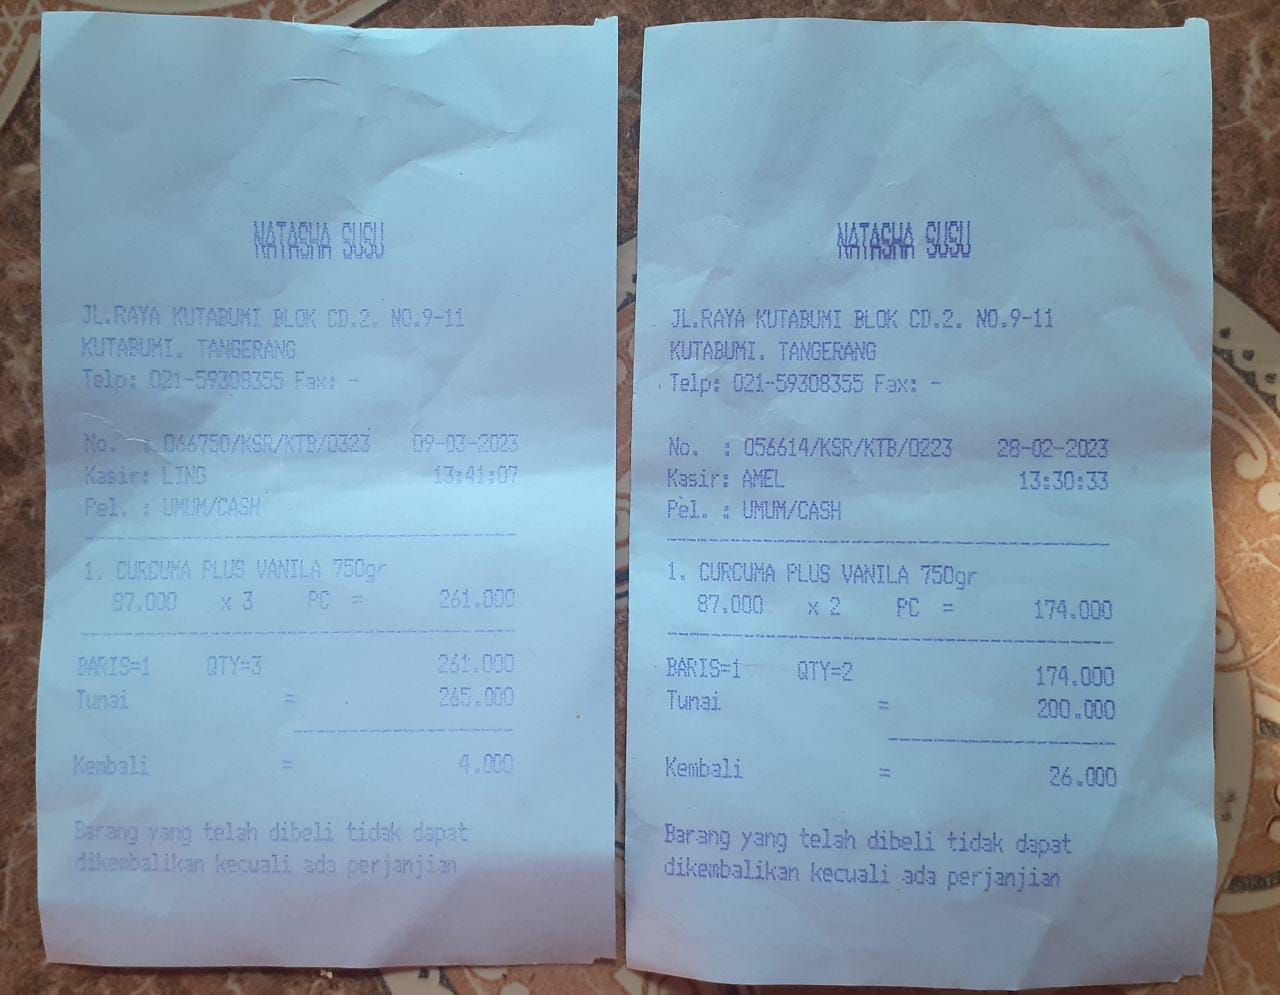 NATASHA SUSU
JL.RAYA KUTABUMI BLOK CD.2. NO.9-11
KUTABUMI. TANGERANG
Telp: 021-59308355 Fax: -
No. : 066750/KSR/KTB/0323 09-03-2023
Kasir: LING 13:41:07
Pel. : UMUM/CASH
1. CURCUMA PLUS VANILA 750gr
87.000 x 3 PC = 261.000
BARIS=1 QTY=3 261.000
Tunai = 265.000
Kembali = 4.000
Barang yang telah dibeli tidak dapat
dikembalikan kecuali ada perjanjian
NATASHA SUSU
JL.RAYA KUTABUMI BLOK CD.2. NO.9-11
KUTABUMI. TANGERANG
Telp: 021-59308355 Fax: -
No. : 056614/KSR/KTB/0223 28-02-2023
Kasir: AMEL 13:30:33
Pel. : UMUM/CASH
1. CURCUMA PLUS VANILA 750gr
87.000 x 2 PC = 174.000
BARIS=1 QTY=2 174.000
Tunai = 200.000
Kembali = 26.000
Barang yang telah dibeli tidak dapat
dikembalikan kecuali ada perjanjian